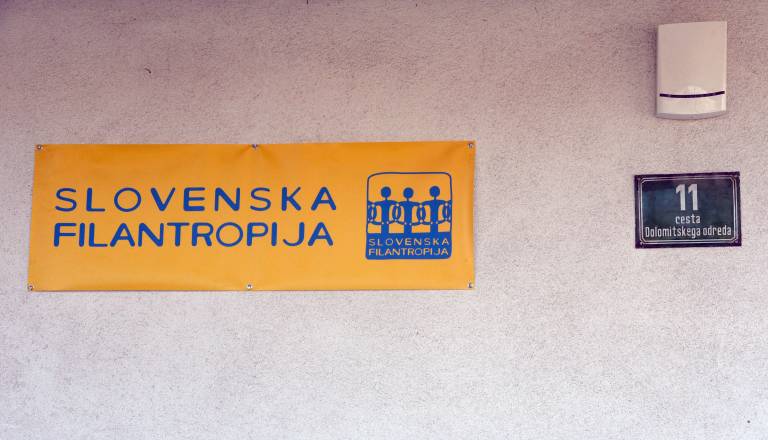 SLOVENSKA
FILANTROPIJA
SLOVENSKA
FILANTROPIJA
11
cesta
Dolomitskega odreda